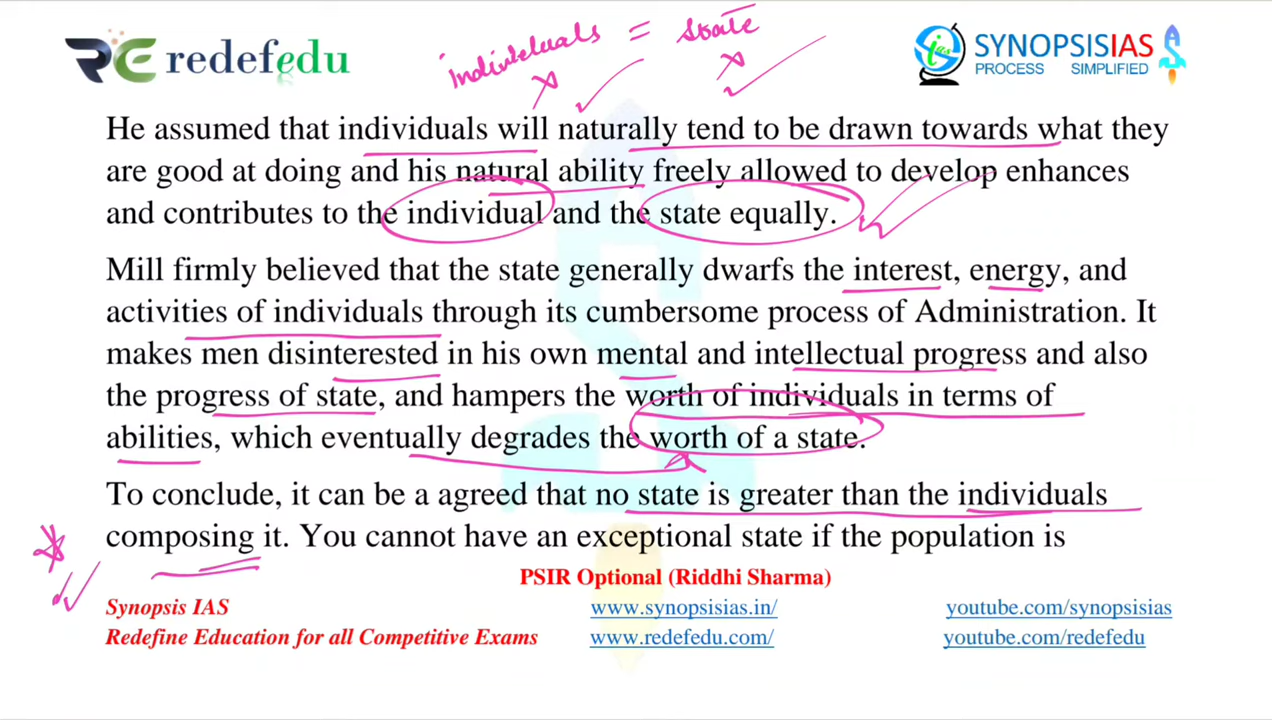 individuals = state
redefedu
SYNOPSISIAS
PROCESS SIMPLIFIED
He assumed that individuals will naturally tend to be drawn towards what they
are good at doing and his natural ability freely allowed to develop enhances
and contributes to the individual and the state equally.
Mill firmly believed that the state generally dwarfs the interest, energy, and
activities of individuals through its cumbersome process of Administration. It
makes men disinterested in his own mental and intellectual progress and also
the progress of state, and hampers the worth of individuals in terms of
abilities, which eventually degrades the worth of a state.
To conclude, it can be a agreed that no state is greater than the individuals
composing it. You cannot have an exceptional state if the population is
PSIR Optional (Riddhi Sharma)
Synopsis IAS www.synopsisias.in/ youtube.com/synopsisias
Redefine Education for all Competitive Exams www.redefedu.com/ youtube.com/redefedu